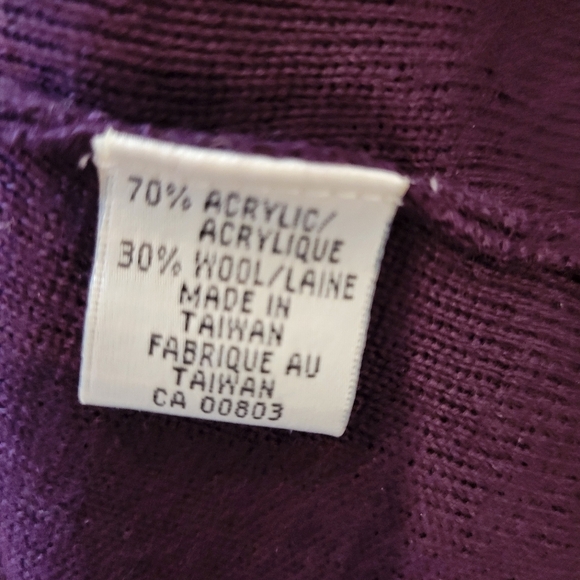 70% ACRYLIC/
ACRYLIQUE
30% WOOL/LAINE
MADE IN
TAIWAN
FABRIQUE AU
TAIWAN
CA 00803